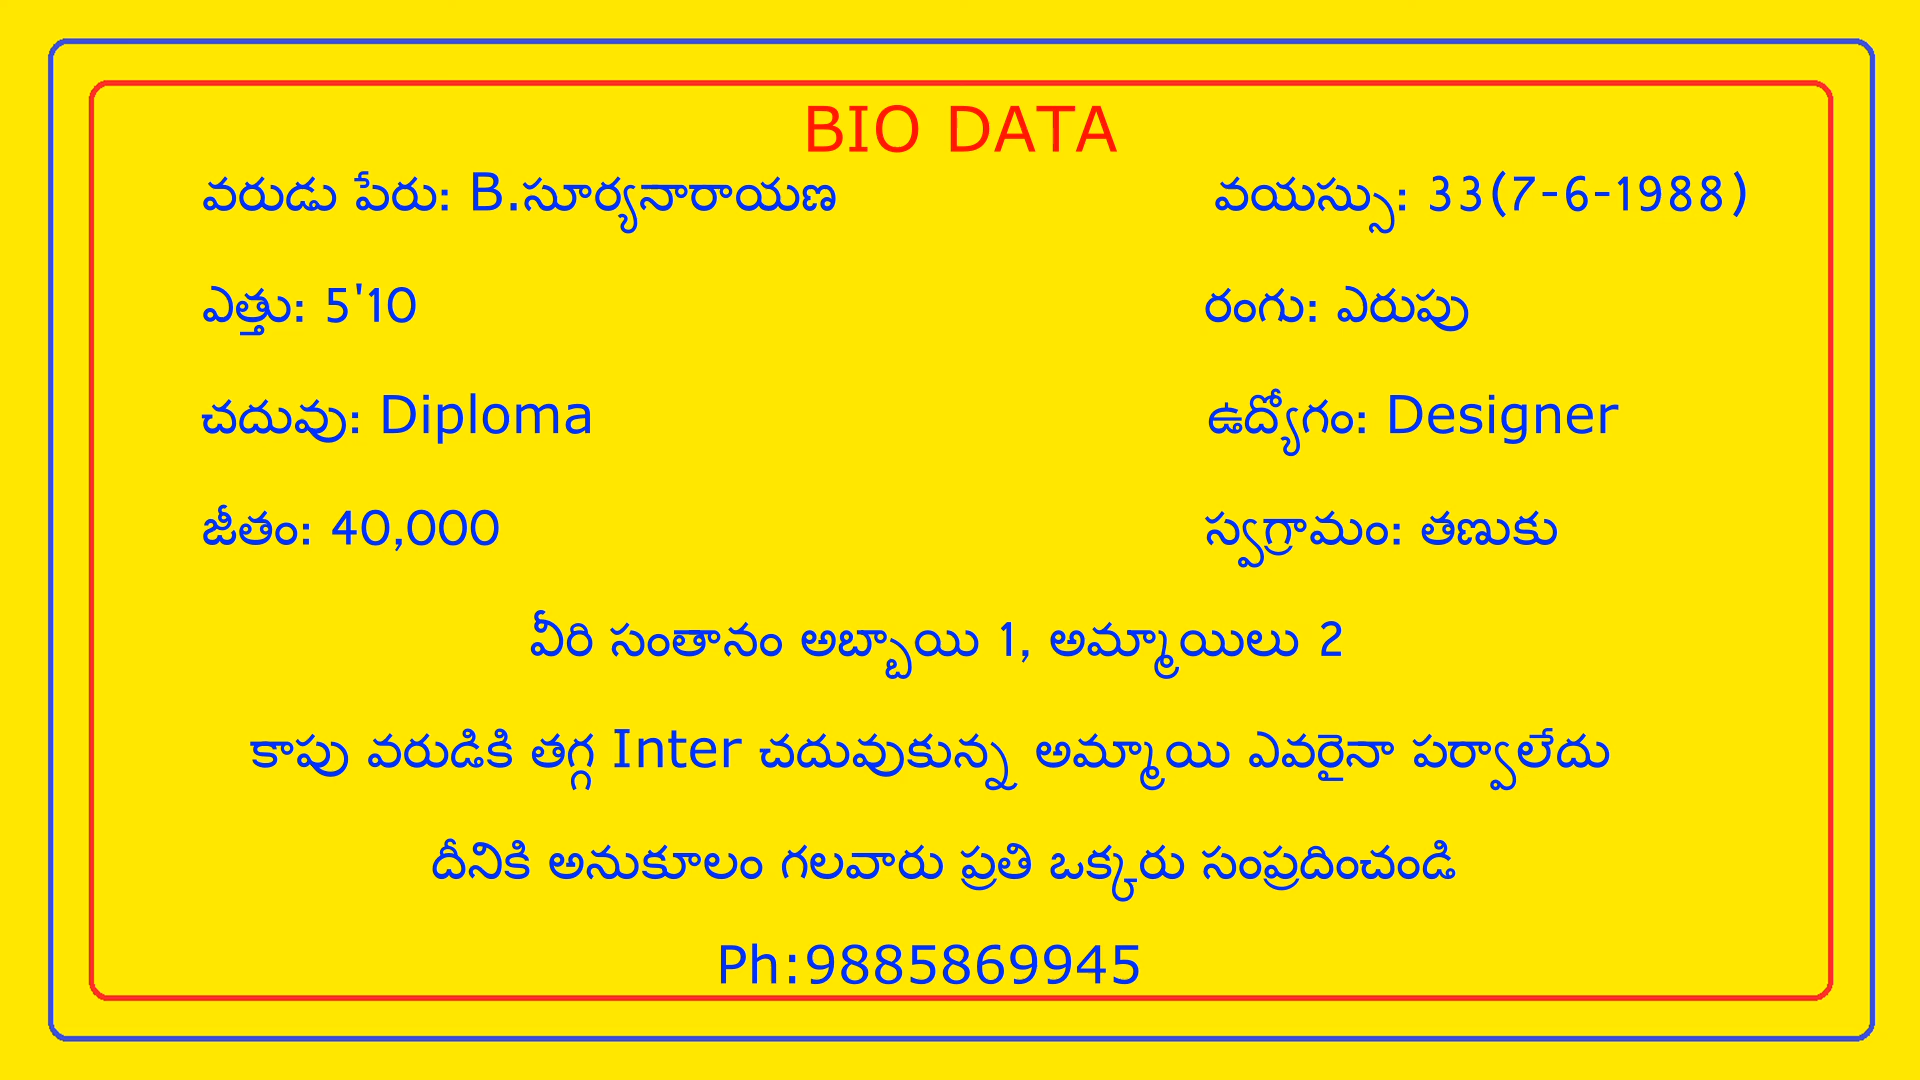 BIO DATA
వరుడు పేరు: B.సూర్యనారాయణ వయస్సు: 33(7-6-1988)
ఎత్తు: 5'10 రంగు: ఎరుపు
చదువు: Diploma ఉద్యోగం: Designer
జీతం: 40,000 స్వగ్రామం: తణుకు
వీరి సంతానం అబ్బాయి 1, అమ్మాయిలు 2
కాపు వరుడికి తగ్గ Inter చదువుకున్న అమ్మాయి ఎవరైనా పర్వాలేదు
దీనికి అనుకూలం గలవారు ప్రతి ఒక్కరు సంప్రదించండి
Ph:9885869945